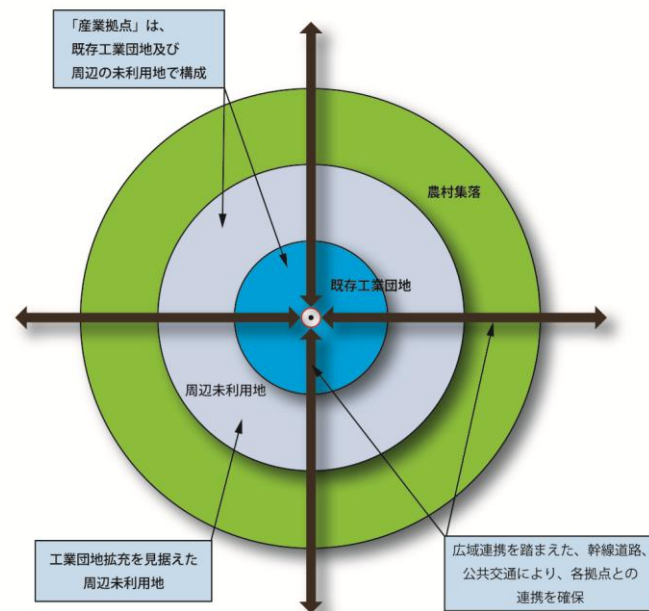 「産業拠点」は、
既存工業団地及び
周辺の未利用地で構成
農村集落
既存工業団地
周辺未利用地
工業団地拡充を見据えた
周辺未利用地
広域連携を踏まえた、幹線道路、
公共交通により、各拠点との
連携を確保